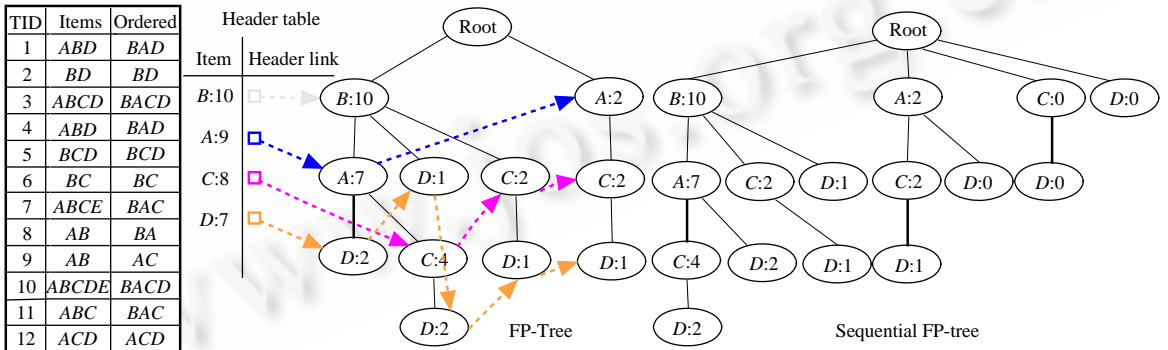 TID Items Ordered
1 ABD BAD
2 BD BD
3 ABCD BACD
4 ABD BAD
5 BCD BCD
6 BC BC
7 ABCE BAC
8 AB BA
9 AB AC
10 ABCDE BACD
11 ABC BAC
12 ACD ACD
Header table
Item Header link
B:10
A:9
C:8
D:7
Root
B:10 A:2
A:7 D:1 C:2 C:2
D:2 C:4 D:1 D:1
D:2
FP-Tree
Root
B:10 A:2 C:0 D:0
A:7 C:2 D:1 C:2 D:0 D:0
C:4 D:2 D:1 D:1
D:2
Sequential FP-tree
www.jos.org.